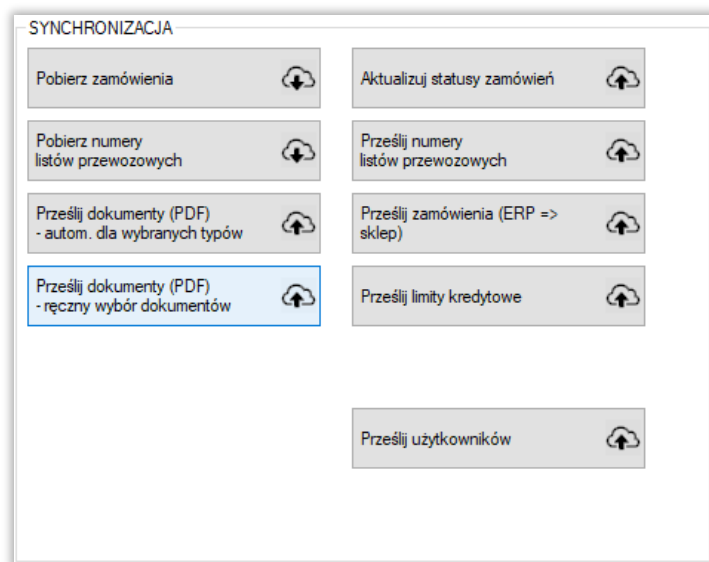 SYNCHRONIZACJA
Pobierz zamówienia
Aktualizuj statusy zamówień
Pobierz numery
listów przewozowych
Prześlij numery
listów przewozowych
Prześlij dokumenty (PDF)
- autom. dla wybranych typów
Prześlij zamówienia (ERP =>
sklep)
Prześlij dokumenty (PDF)
- ręczny wybór dokumentów
Prześlij limity kredytowe
Prześlij użytkowników